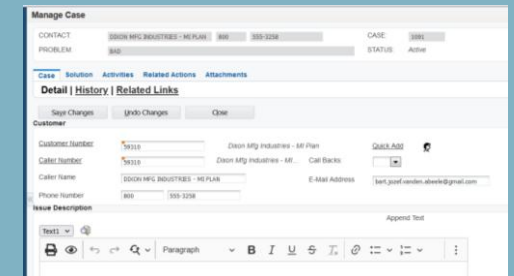 Manage Case
CONTACT: DIXON MFG INDUSTRIES - MI PLAN 800 555-3258 CASE: 1091
PROBLEM: BAD STATUS: Active
Case Solution Activities Related Actions Attachments
Detail | History | Related Links
Save Changes Undo Changes Close
Customer
Customer Number 59310 Dixon Mfg Industries - MI Plan Quick Add
Caller Number 59310 Dixon Mfg Industries - MI ... Call Backs
Caller Name DIXON MFG INDUSTRIES - MI PLAN E-Mail Address bert.jozef.vanden.abeele@gmail.com
Phone Number 800 555-3258
Issue Description
Append Text
Text1
Paragraph B I U S